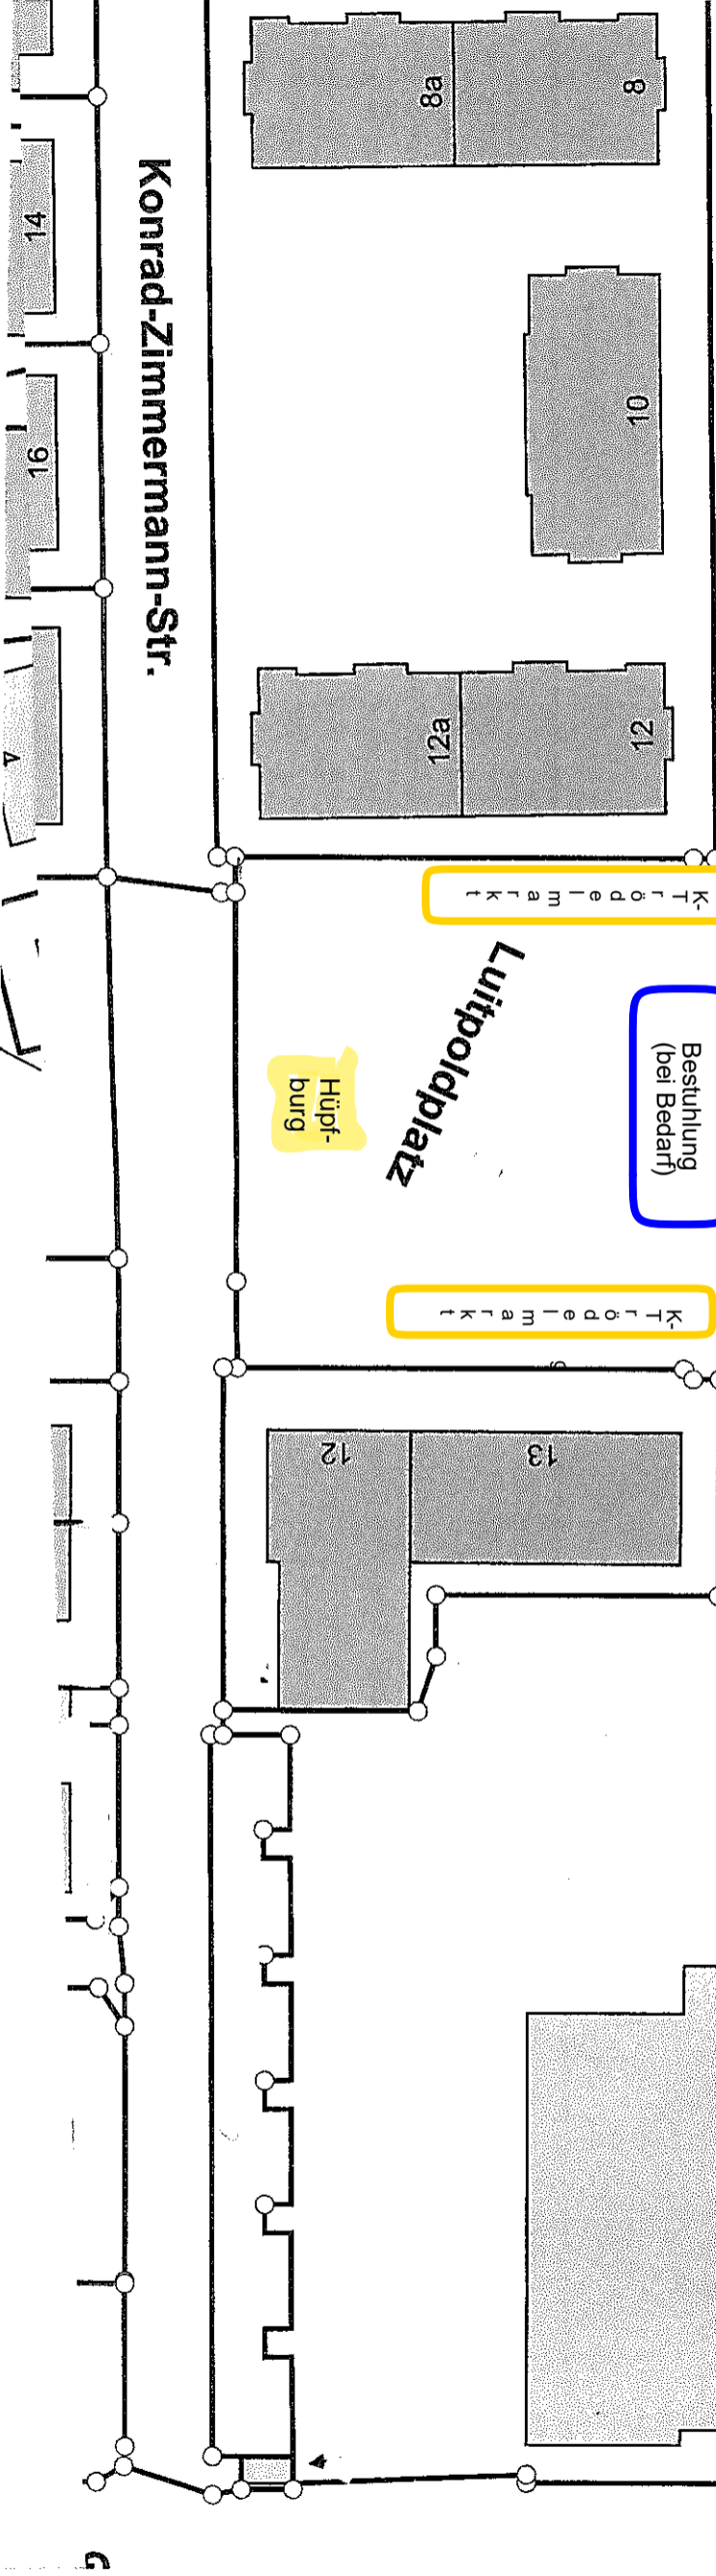 8a
8
14
Konrad-Zimmermann-Str.
10
16
12a
12
K-Trödelmarkt
Luitpoldplatz
Bestuhlung
(bei Bedarf)
Hüpf-
burg
K-Trödelmarkt
12
13
G